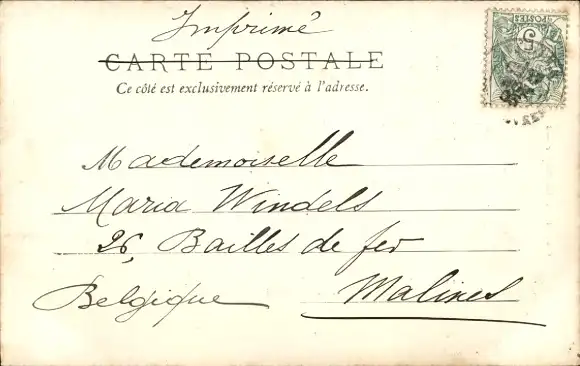 Imprimé
CARTE POSTALE
Ce côté est exclusivement réservé à l'adresse.
5
POSTES
Mademoiselle
Maria Windels
26, Bailles de fer
Belgique Malines